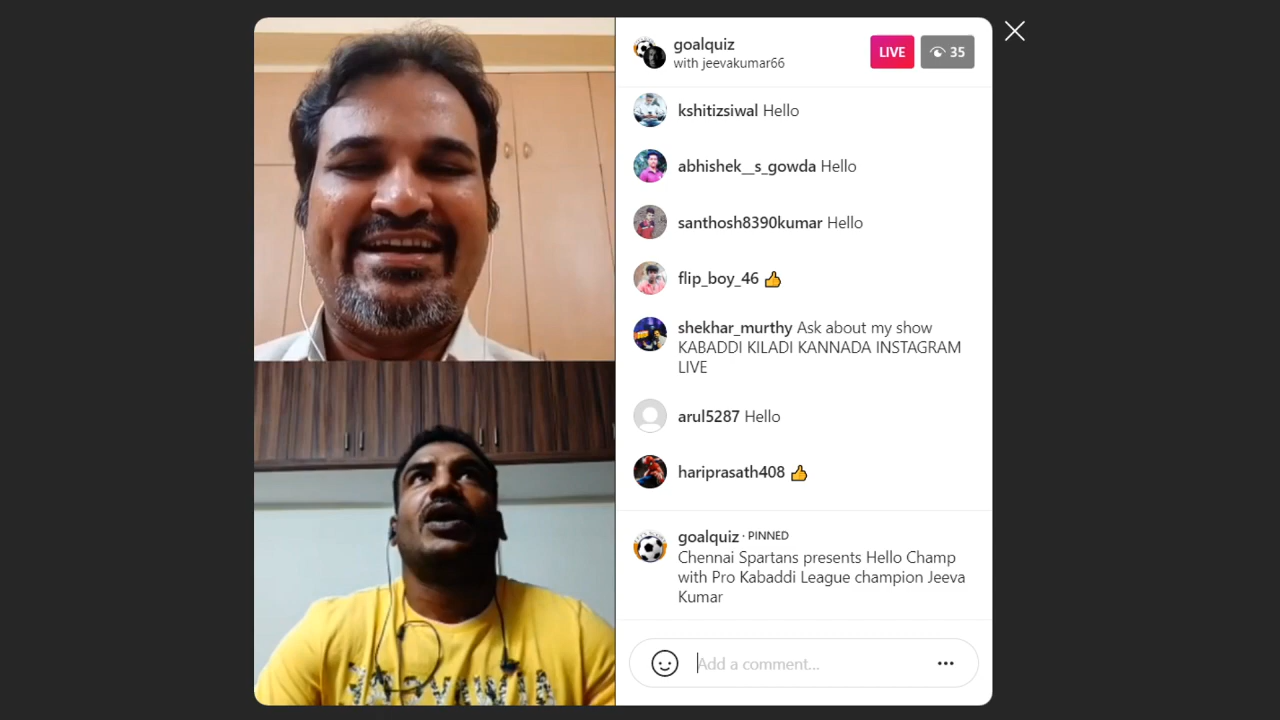 goalquiz
with jeevakumar66
LIVE
35
kshitizsiwal Hello
abhishek__s_gowda Hello
santhosh8390kumar Hello
flip_boy_46 👍
shekhar_murthy Ask about my show
KABADDI KILADI KANNADA INSTAGRAM
LIVE
arul5287 Hello
hariprasath408 👍
goalquiz · PINNED
Chennai Spartans presents Hello Champ
with Pro Kabaddi League champion Jeeva
Kumar
Add a comment...